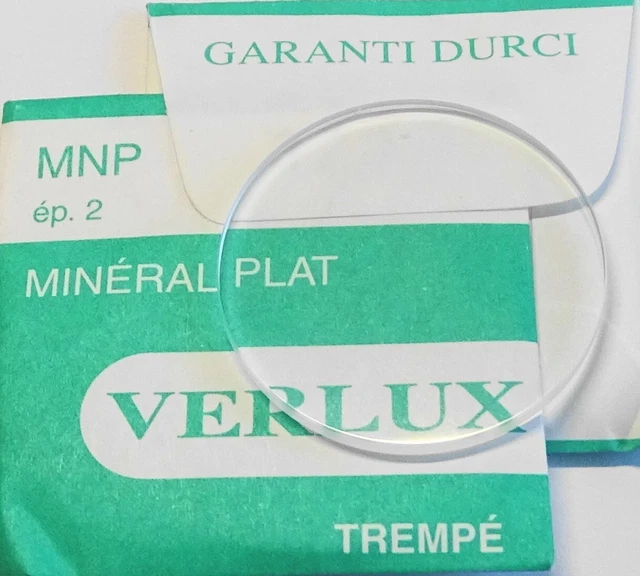 GARANTI DURCI
MNP
ép. 2
MINÉRAL PLAT
VERLUX
TREMPÉ